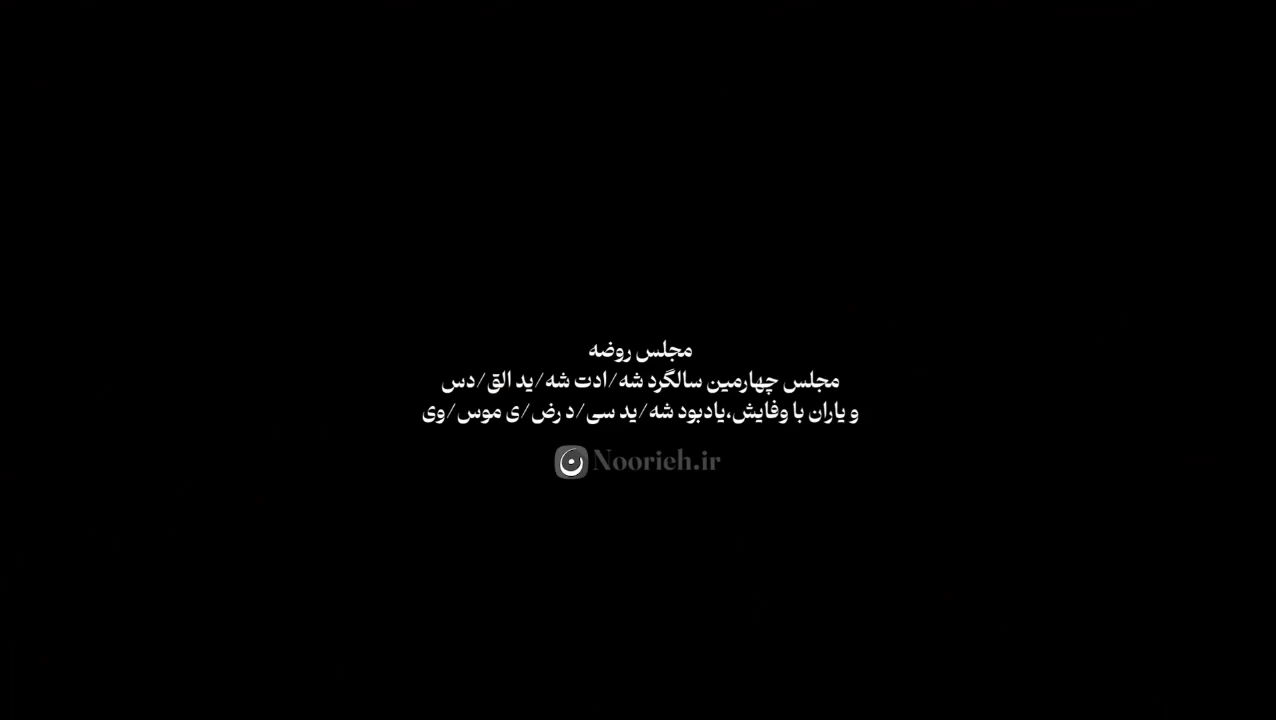 مجلس روضه
مجلس چهارمین سالگرد شه/ادت شه/ید الق/دس
و یاران با وفایش،یادبود شه/ید سی/د رض/ی موس/وی
Noorieh.ir